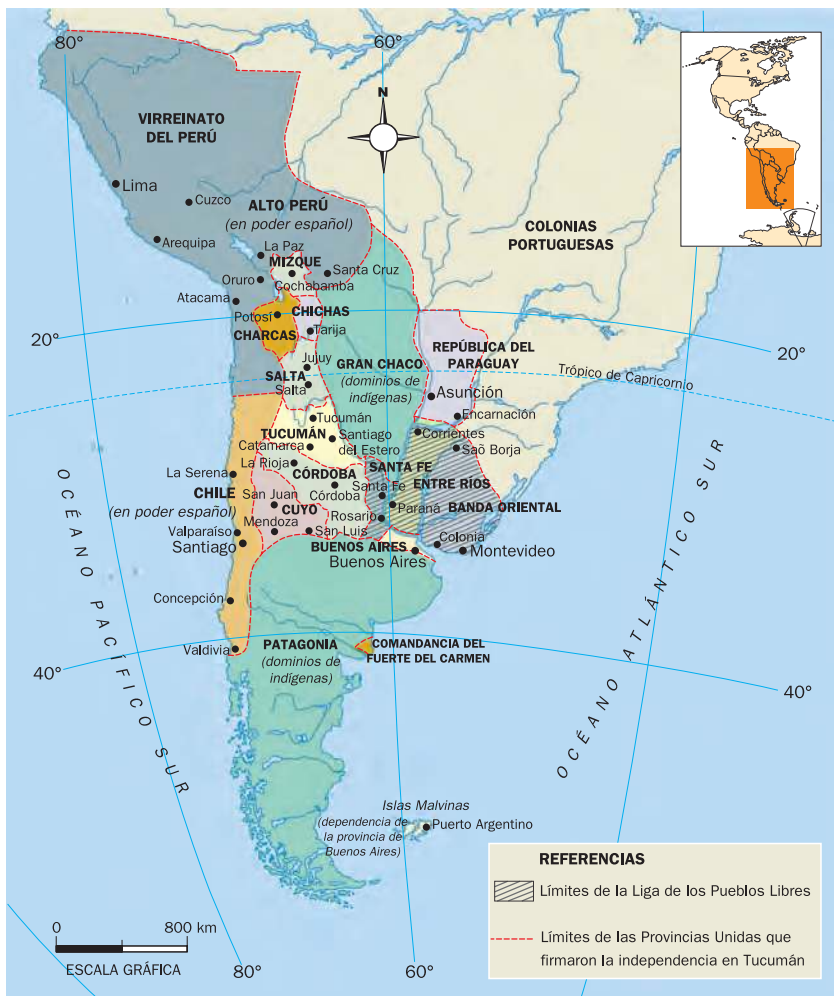 80°
60°
N
VIRREINATO
DEL PERÚ
Lima
Cuzco
ALTO PERÚ
(en poder español)
COLONIAS
PORTUGUESAS
Arequipa
La Paz
MIZQUE
Santa Cruz
Oruro
Cochabamba
Atacama
CHICHAS
Potosí
20°
CHARCAS
Tarija
REPÚBLICA DEL
PARAGUAY
20°
Jujuy
GRAN CHACO
(dominios de
indígenas)
Trópico de Capricornio
SALTA
Salta
Asunción
Encarnación
Tucumán
TUCUMÁN
Santiago
del Estero
Corrientes
Catamarca
Saõ Borja
La Rioja
SANTA FE
La Serena
CÓRDOBA
Santa Fe
ENTRE RÍOS
CHILE
(en poder español)
San Juan
Córdoba
CUYO
Paraná
BANDA ORIENTAL
Mendoza
Rosario
Valparaíso
San Luis
Santiago
BUENOS AIRES
Colonia
Buenos Aires
Montevideo
Concepción
Valdivia
PATAGONIA
(dominios de
indígenas)
COMANDANCIA DEL
FUERTE DEL CARMEN
40°
40°
OCÉANO PACÍFICO SUR
OCÉANO ATLÁNTICO SUR
Islas Malvinas
(dependencia de
la provincia de
Buenos Aires)
Puerto Argentino
REFERENCIAS
Límites de la Liga de los Pueblos Libres
Límites de las Provincias Unidas que
firmaron la independencia en Tucumán
0 800 km
ESCALA GRÁFICA
80°
60°